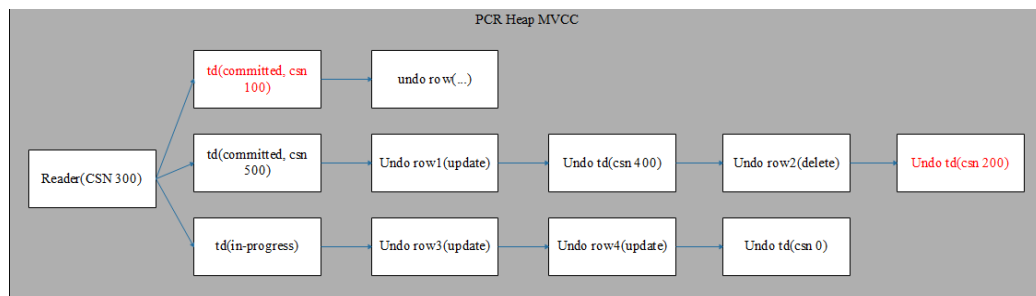 PCR Heap MVCC
td(committed, csn
100)
undo row(...)
Reader(CSN 300)
td(committed, csn
500)
Undo row1(update)
Undo td(csn 400)
Undo row2(delete)
Undo td(csn 200)
td(in-progress)
Undo row3(update)
Undo row4(update)
Undo td(csn 0)